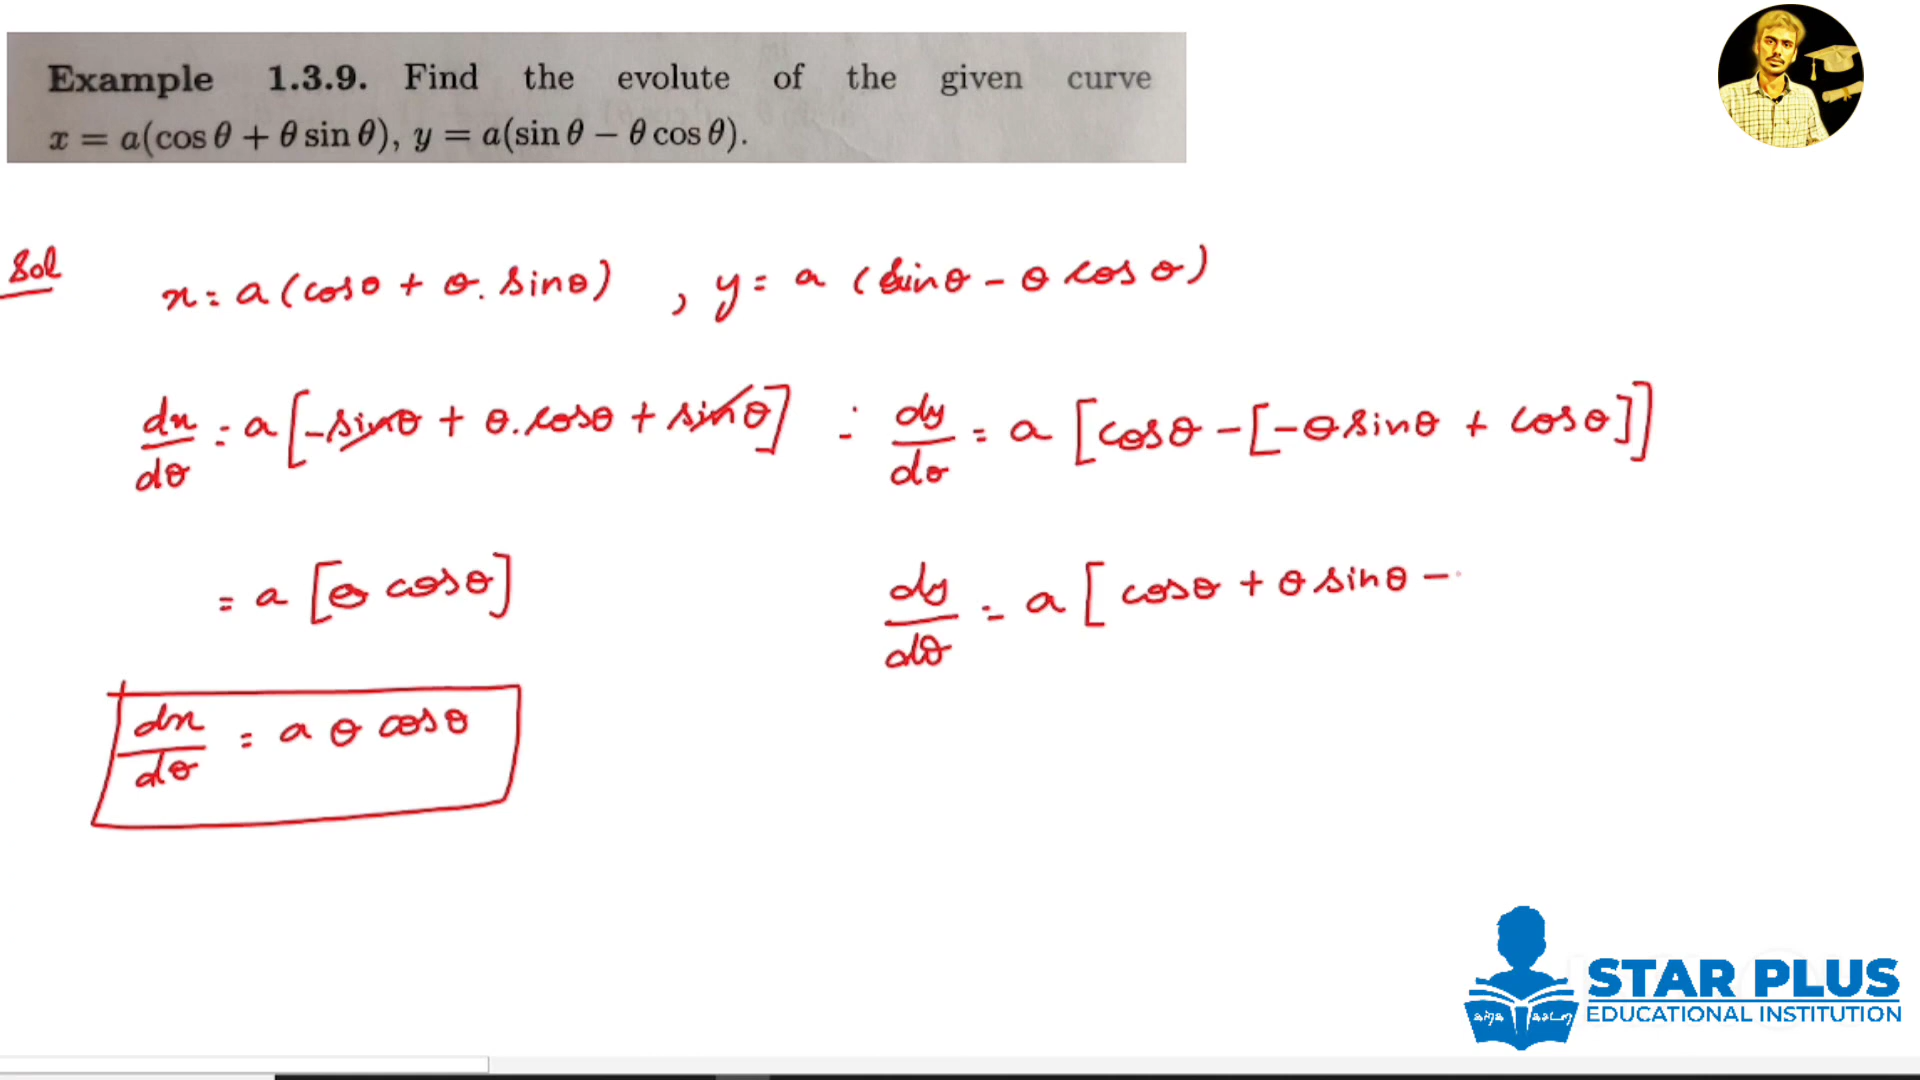 Example 1.3.9. Find the evolute of the given curve
x = a(cos θ + θ sin θ), y = a(sin θ − θ cos θ).
Sol
x = a(cosθ + θ. sinθ) , y = a (sinθ − θ cos θ)
dx/dθ = a[-sinθ + θ.cosθ + sinθ] : dy/dθ = a [cosθ − [-θ sinθ + cosθ]]
= a [θ cosθ] dy/dθ = a [cosθ + θ sinθ −
dx/dθ = a θ cosθ
STAR PLUS
EDUCATIONAL INSTITUTION